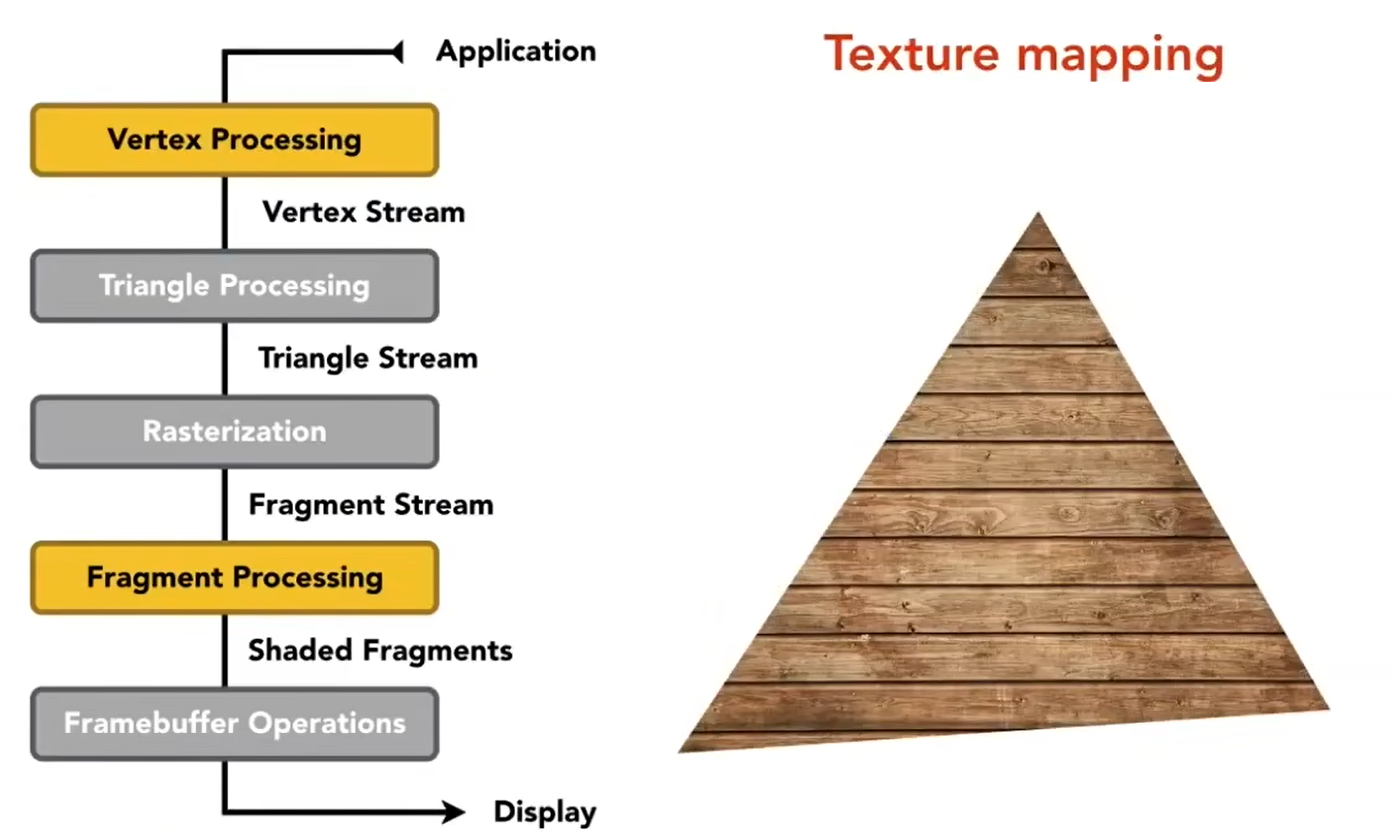 Application
Texture mapping
Vertex Processing
Vertex Stream
Triangle Processing
Triangle Stream
Rasterization
Fragment Stream
Fragment Processing
Shaded Fragments
Framebuffer Operations
Display